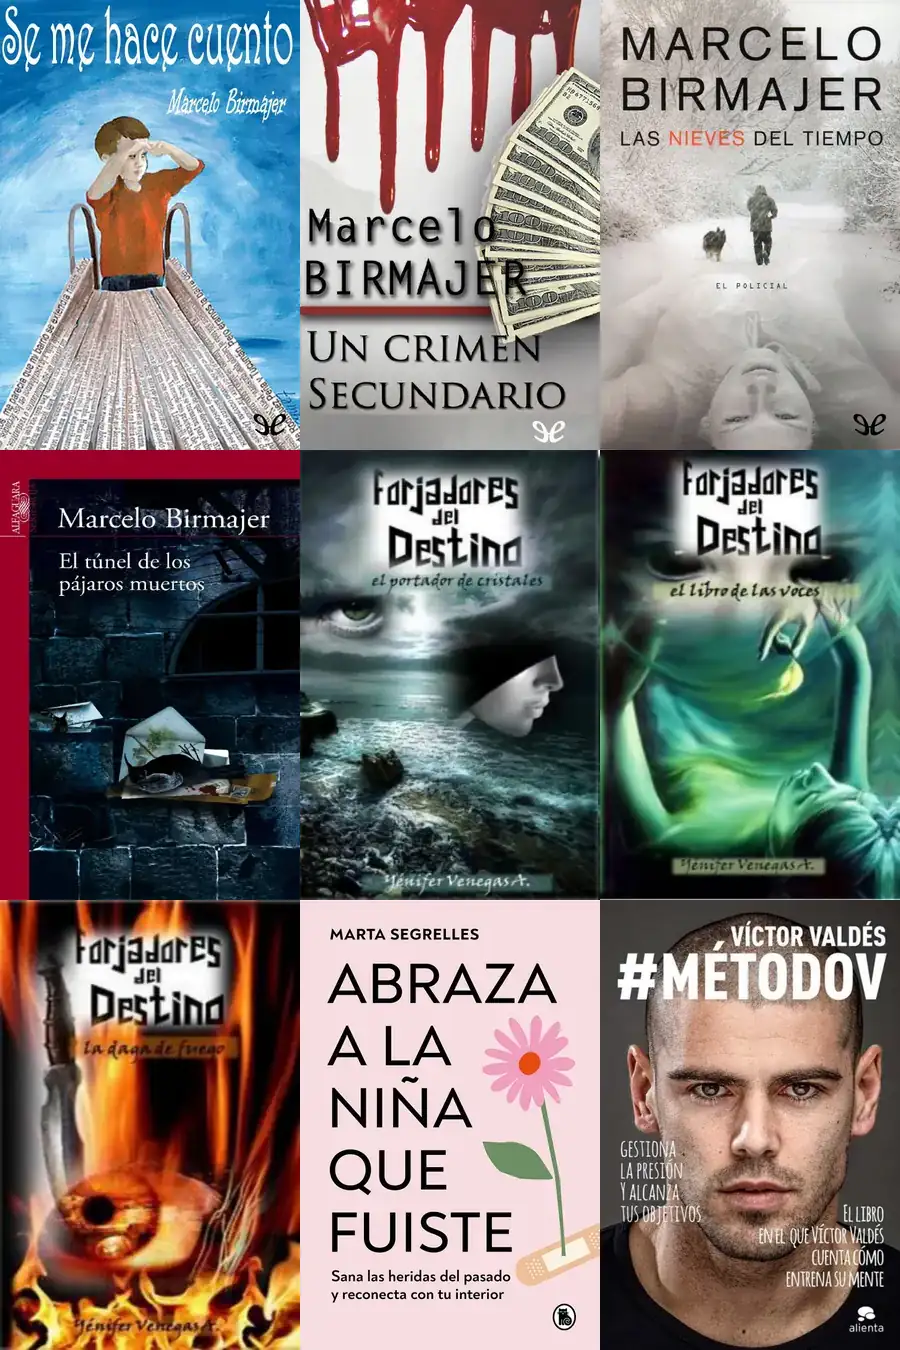 Se me hace cuento
Marcelo Birmajer
Marcelo
BIRMAJER
UN CRIMEN
SECUNDARIO
MARCELO
BIRMAJER
LAS NIEVES DEL TIEMPO
EL POLICIAL
ALFAGUARA
Marcelo Birmajer
El túnel de los
pájaros muertos
Forjadores
del
Destino
el portador de cristales
Yénifer Venegas A.
Forjadores
del
Destino
el libro de las voces
Yénifer Venegas A.
Forjadores
del
Destino
la daga de fuego
Yénifer Venegas A.
MARTA SEGRELLES
ABRAZA
A LA
NIÑA
QUE
FUISTE
Sana las heridas del pasado
y reconecta con tu interior
VÍCTOR VALDÉS
#MÉTODOV
GESTIONA
LA PRESIÓN
Y ALCANZA
TUS OBJETIVOS
EL LIBRO
EN EL QUE VÍCTOR VALDÉS
CUENTA CÓMO
ENTRENA SU MENTE
alienta